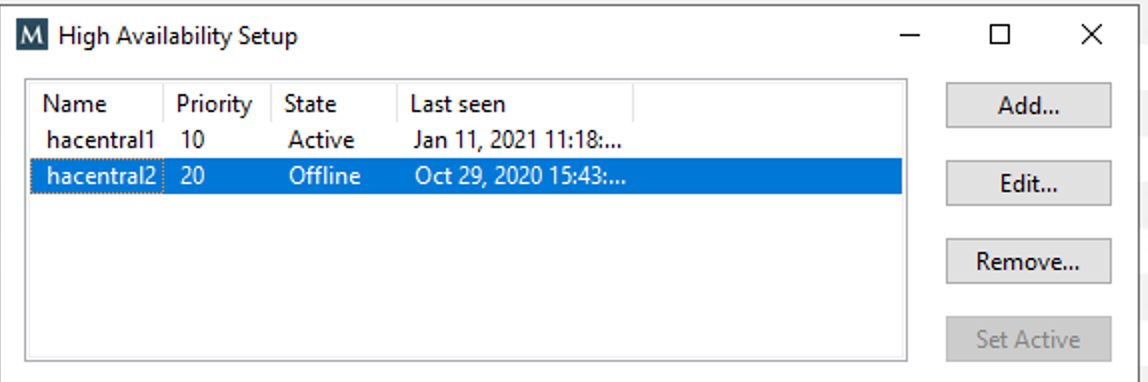 M High Availability Setup
Name Priority State Last seen
hacentral1 10 Active Jan 11, 2021 11:18:...
hacentral2 20 Offline Oct 29, 2020 15:43:...
Add...
Edit...
Remove...
Set Active